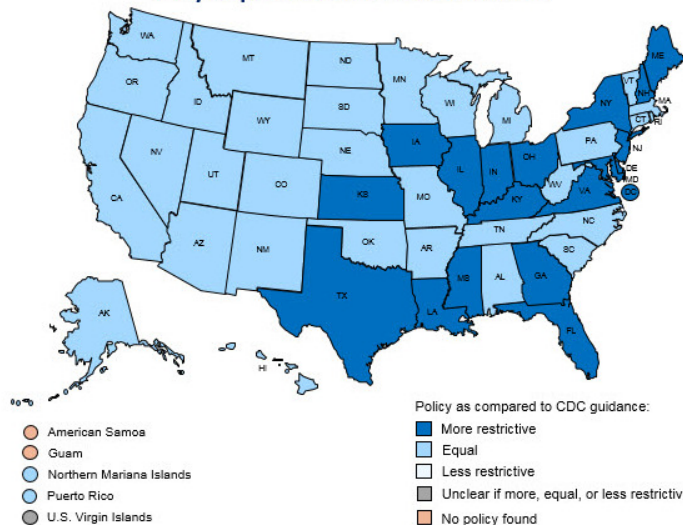 WA
MT
ND
MN
OR
ID
SD
WI
MI
WY
NE
IA
NV
UT
CO
KS
MO
IL
IN
OH
KY
WV
VA
PA
NY
VT
NH
ME
MA
CT
RI
NJ
DE
MD
DC
CA
AZ
NM
OK
AR
TN
NC
SC
TX
LA
MS
AL
GA
FL
AK
HI
American Samoa
Guam
Northern Mariana Islands
Puerto Rico
U.S. Virgin Islands
Policy as compared to CDC guidance:
More restrictive
Equal
Less restrictive
Unclear if more, equal, or less restrictiv
No policy found